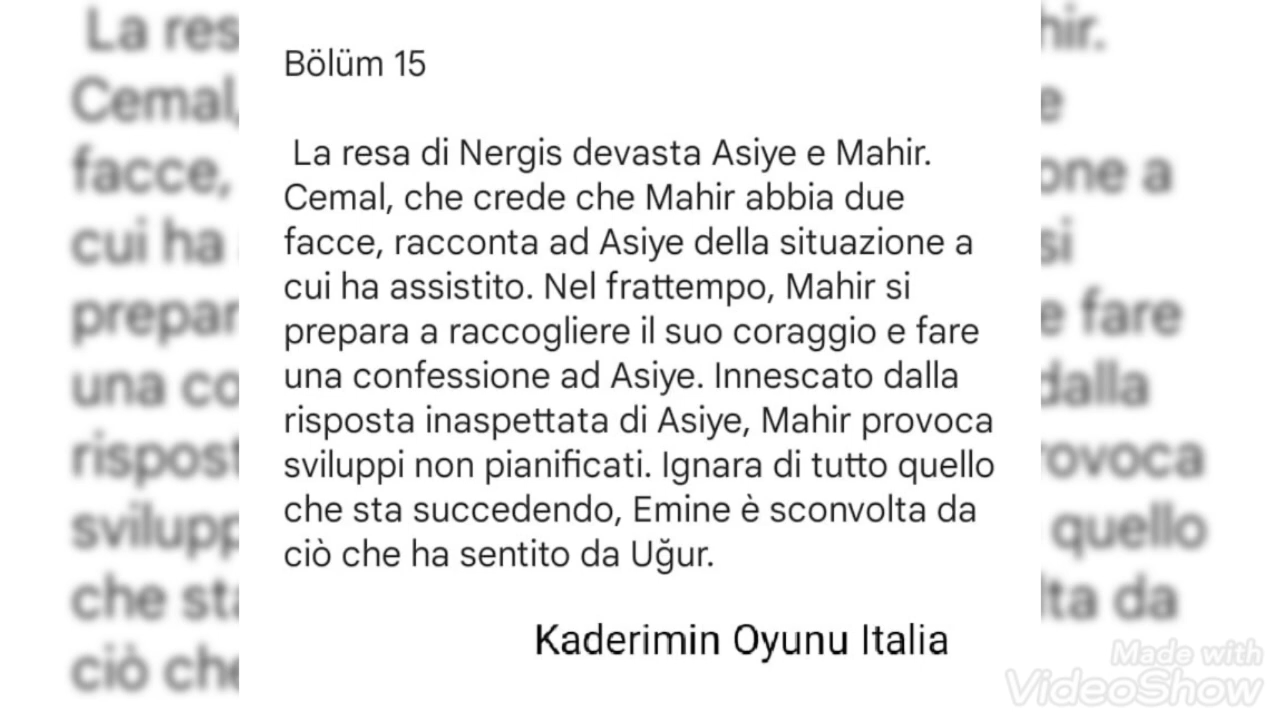 Bölüm 15
La resa di Nergis devasta Asiye e Mahir.
Cemal, che crede che Mahir abbia due
facce, racconta ad Asiye della situazione a
cui ha assistito. Nel frattempo, Mahir si
prepara a raccogliere il suo coraggio e fare
una confessione ad Asiye. Innescato dalla
risposta inaspettata di Asiye, Mahir provoca
sviluppi non pianificati. Ignara di tutto quello
che sta succedendo, Emine è sconvolta da
ciò che ha sentito da Uğur.
Kaderimin Oyunu Italia
Made with
VideoShow